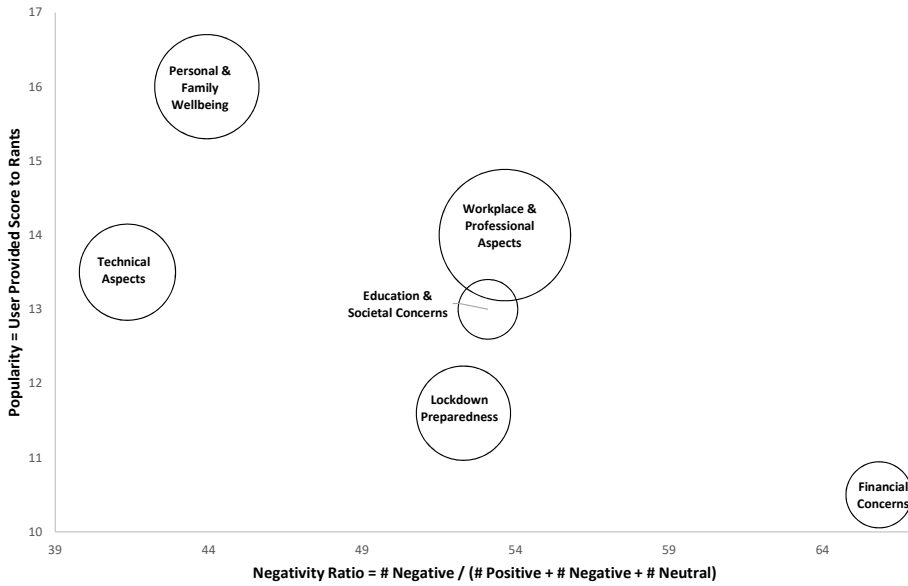 17
16
15
14
13
12
11
10
39
44
49
54
59
64
Popularity = User Provided Score to Rants
Negativity Ratio = # Negative / (# Positive + # Negative + # Neutral)
Personal &
Family
Wellbeing
Workplace &
Professional
Aspects
Technical
Aspects
Education &
Societal Concerns
Lockdown
Preparedness
Financial
Concerns